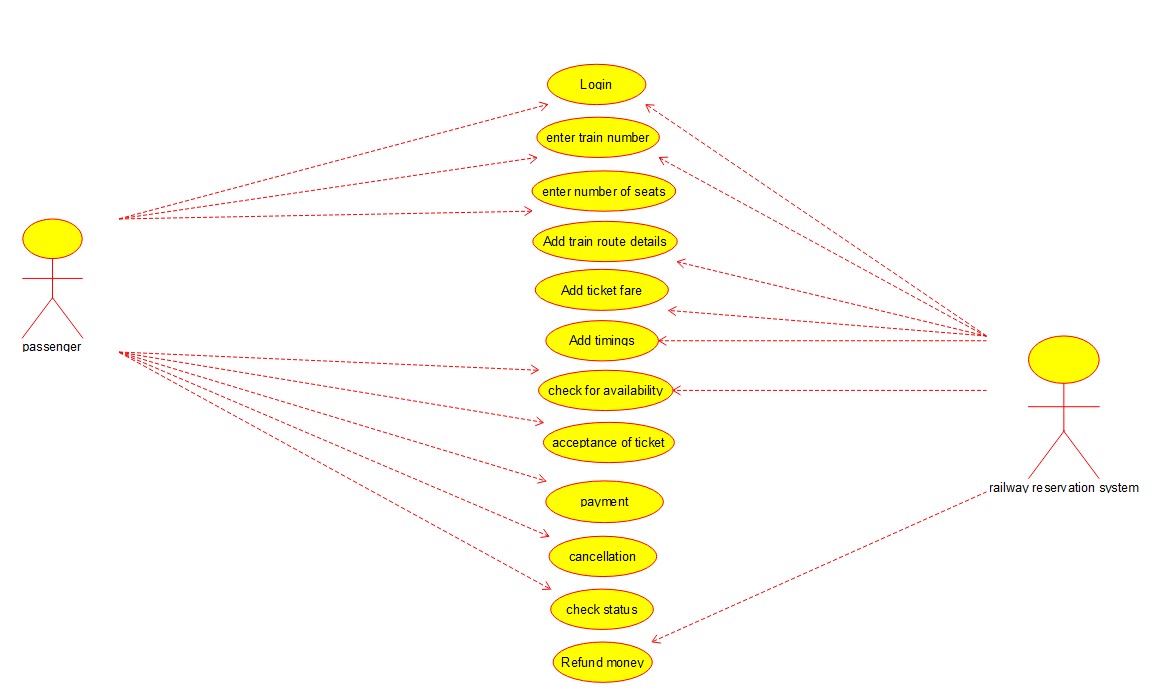 Login
enter train number
enter number of seats
Add train route details
Add ticket fare
Add timings
passenger
check for availability
acceptance of ticket
railway reservation system
payment
cancellation
check status
Refund money